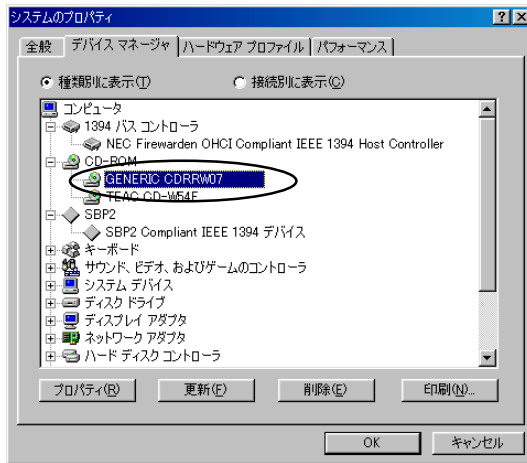 システムのプロパティ
全般 デバイス マネージャ ハードウェア プロファイル パフォーマンス
種類別に表示(T) 接続別に表示(C)
コンピュータ
1394 バス コントローラ
NEC Firewarden OHCI Compliant IEEE 1394 Host Controller
CD-ROM
GENERIC CDRRW07
TEAC CD-W54E
SBP2
SBP2 Compliant IEEE 1394 デバイス
キーボード
サウンド、ビデオ、およびゲームのコントローラ
システム デバイス
ディスク ドライブ
ディスプレイ アダプタ
ネットワーク アダプタ
ハード ディスク コントローラ
プロパティ(R) 更新(F) 削除(E) 印刷(N)...
OK キャンセル